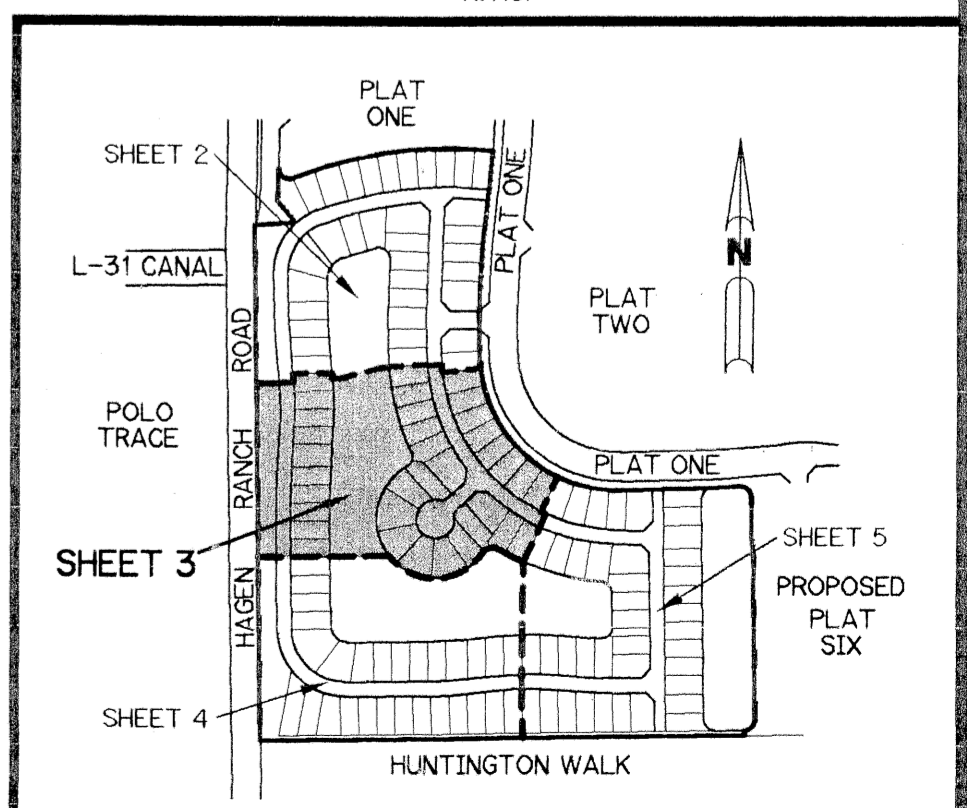 PLAT
ONE
SHEET 2
PLAT ONE
L-31 CANAL
N
PLAT
TWO
HAGEN RANCH ROAD
POLO
TRACE
PLAT ONE
SHEET 3
SHEET 5
PROPOSED
PLAT
SIX
SHEET 4
HUNTINGTON WALK